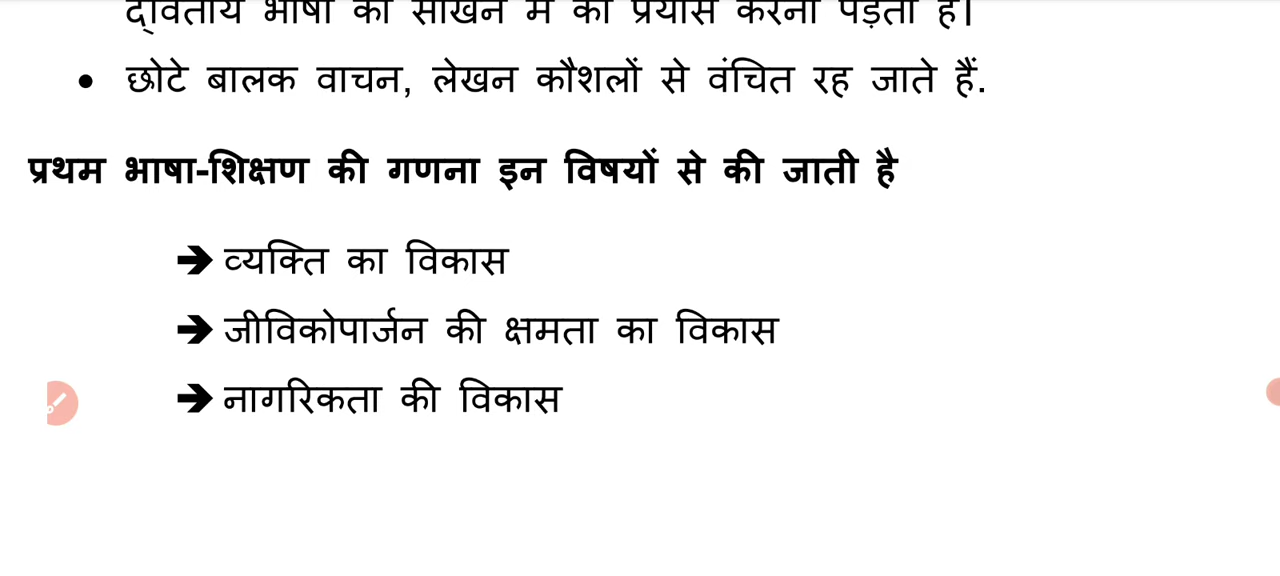 द्वितीय भाषा को सीखने में की प्रयास करना पड़ता है।
• छोटे बालक वाचन, लेखन कौशलों से वंचित रह जाते हैं.
प्रथम भाषा-शिक्षण की गणना इन विषयों से की जाती है
➔ व्यक्ति का विकास
➔ जीविकोपार्जन की क्षमता का विकास
➔ नागरिकता की विकास